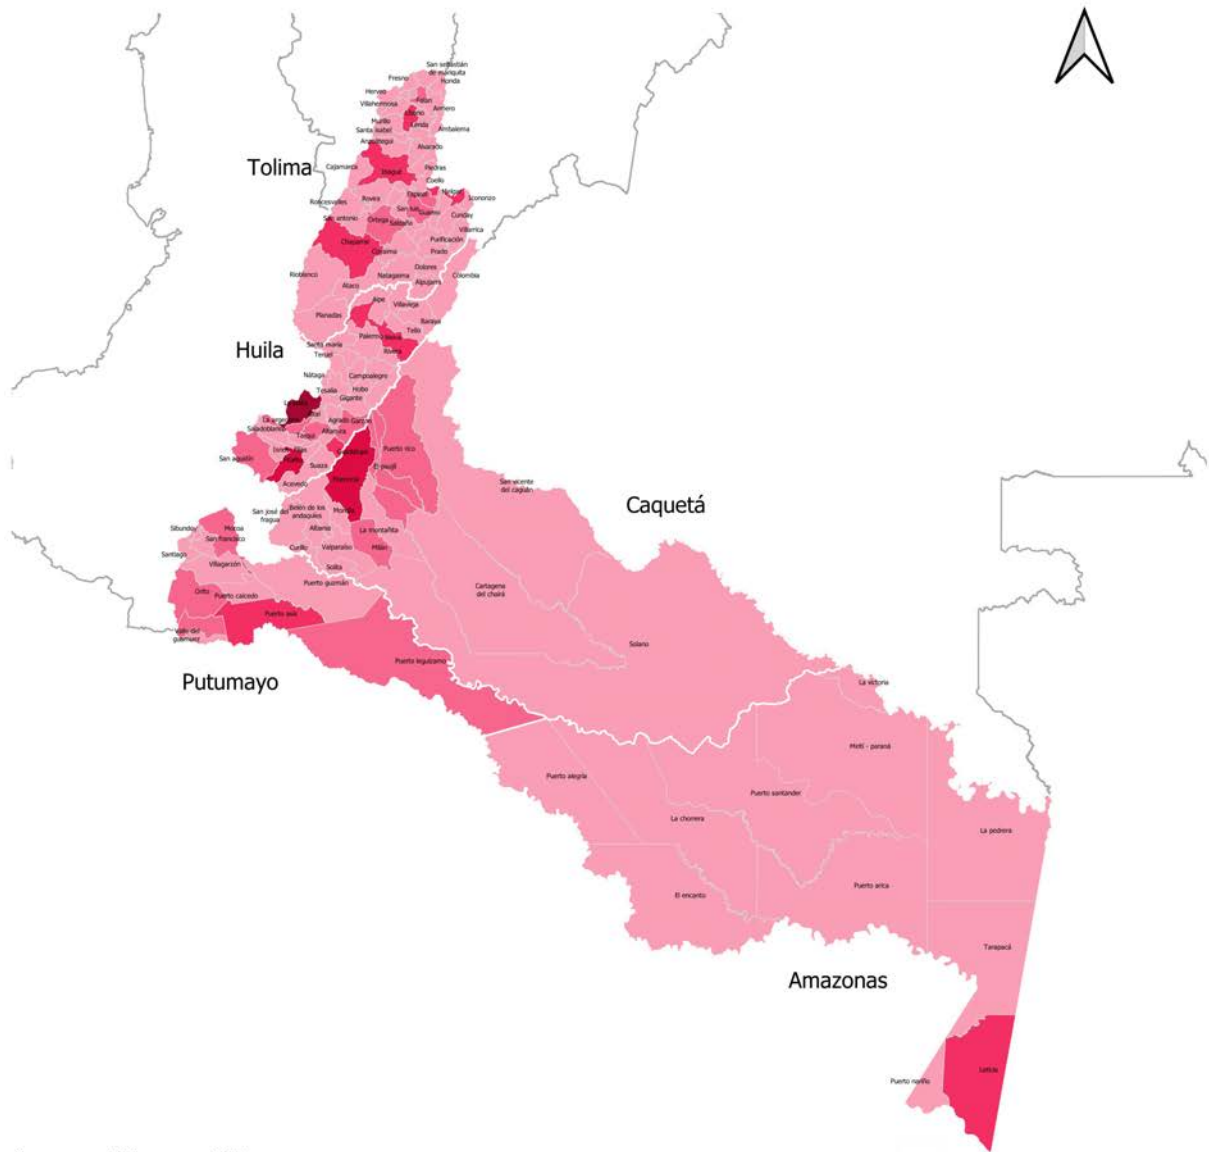 San sebastián
de mariquita
Fresno
Honda
Herveo
Falan
Villahermosa
Armero
Murillo
Lérida
Santa isabel
Ambalema
Anzoátegui
Alvarado
Tolima
Cajamarca
Piedras
Ibagué
Coello
Espinal
Melgar
Icononzo
Roncesvalles
Rovira
San luis
Guamo
Cunday
San antonio
Ortega
Saldaña
Villarrica
Chaparral
Purificación
Coyaima
Prado
Rioblanco
Dolores
Natagaima
Colombia
Ataco
Alpujarra
Aipe
Villavieja
Planadas
Baraya
Tello
Palermo
Neiva
Huila
Santa maría
Rivera
Teruel
Nátaga
Campoalegre
Tesalia
Hobo
Gigante
La argentina
Agrado
Garzón
Saladoblanco
Tarqui
Altamira
Isnos
Elías
Guadalupe
Puerto rico
San agustín
Pitalito
Suaza
El paujil
Florencia
Acevedo
San vicente
del caguán
Caquetá
San josé del
fragua
Belén de los
andaquíes
Morelia
Sibundoy
Mocoa
Albania
La montañita
San francisco
Santiago
Curillo
Valparaíso
Milán
Villagarzón
Solita
Puerto guzmán
Cartagena
del chairá
Orito
Puerto caicedo
Puerto asís
Valle del
guamuez
Solano
Puerto leguízamo
Putumayo
La victoria
Mirití - paraná
Puerto alegría
Puerto santander
La chorrera
La pedrera
Puerto arica
El encanto
Tarapacá
Amazonas
Leticia
Puerto nariño